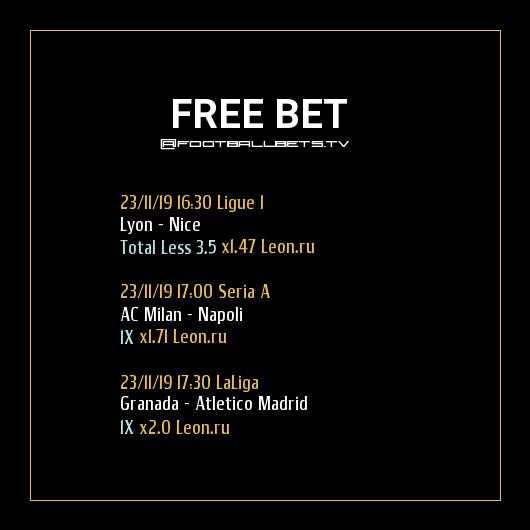 FREE BET
@FOOTBALLBETS.TV
23/11/19 16:30 Ligue 1
Lyon - Nice
Total Less 3.5 x1.47 Leon.ru
23/11/19 17:00 Seria A
AC Milan - Napoli
1X x1.71 Leon.ru
23/11/19 17:30 LaLiga
Granada - Atletico Madrid
1X x2.0 Leon.ru